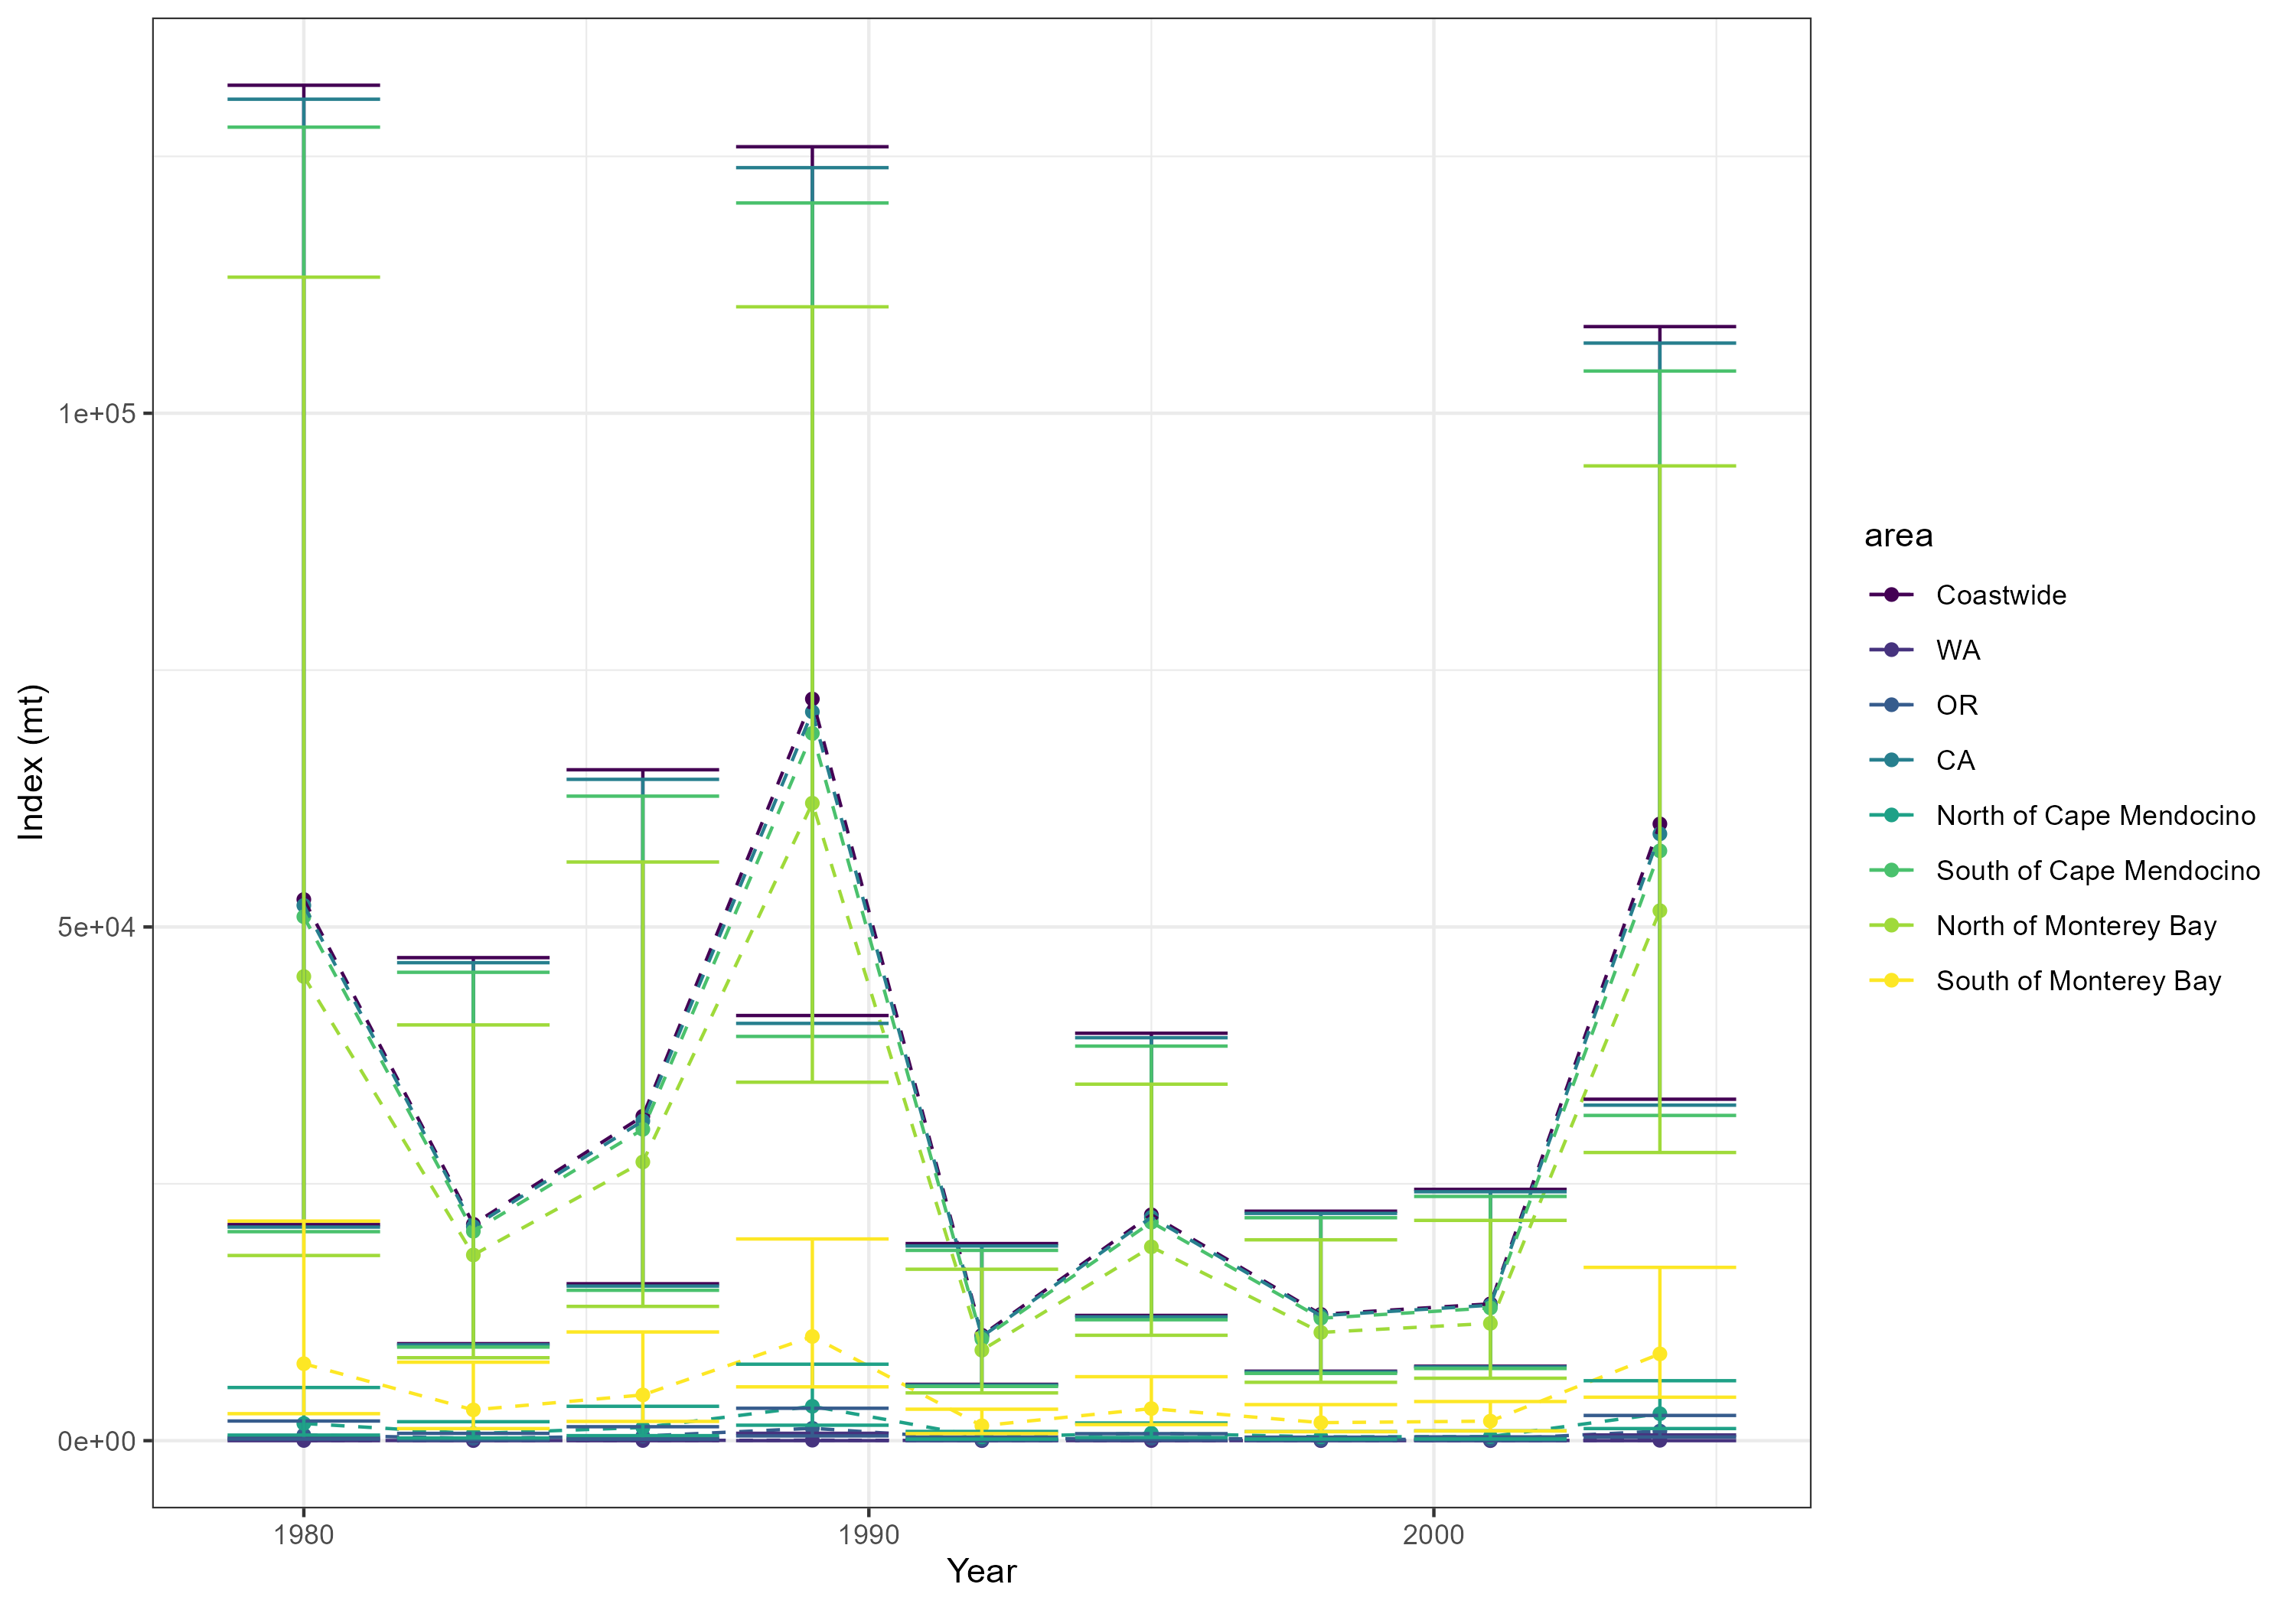 1e+05
5e+04
0e+00
Index (mt)
1980
1990
2000
Year
area
Coastwide
WA
OR
CA
North of Cape Mendocino
South of Cape Mendocino
North of Monterey Bay
South of Monterey Bay